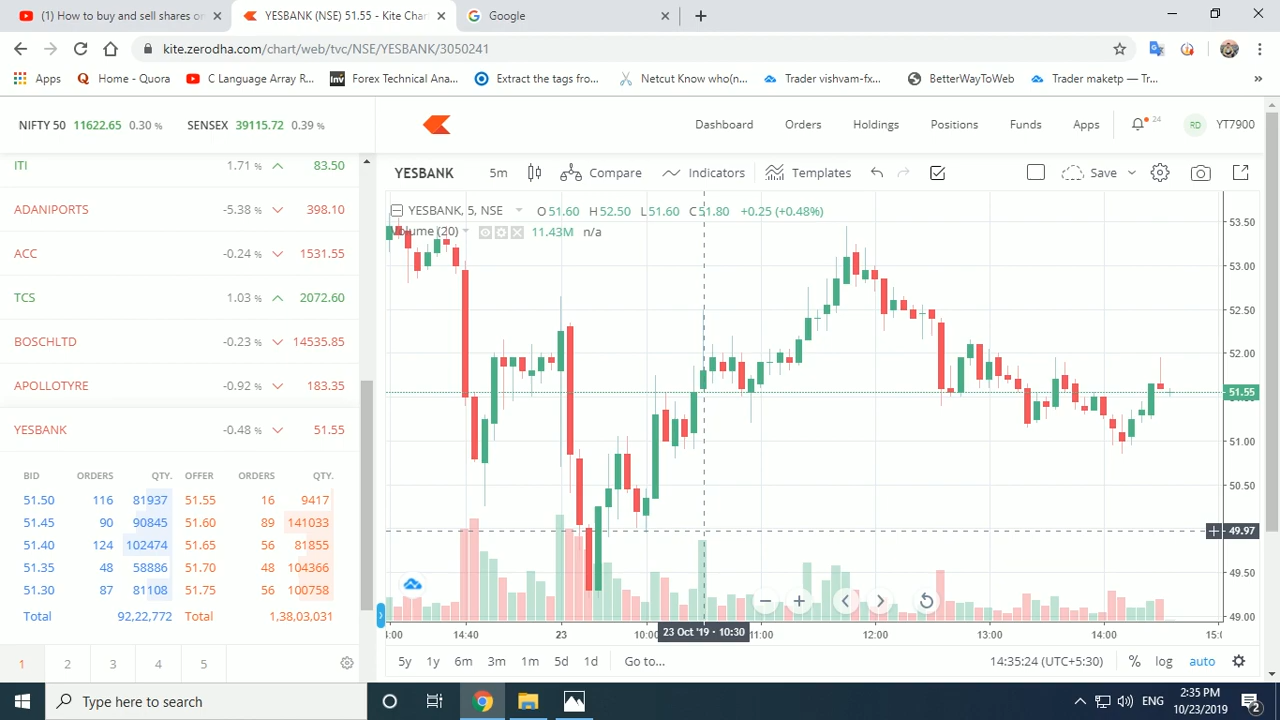 (1) How to buy and sell shares or
YESBANK (NSE) 51.55 - Kite Char
Google
kite.zerodha.com/chart/web/tvc/NSE/YESBANK/3050241
Apps Home - Quora C Language Array R... Forex Technical Ana... Extract the tags fro... Netcut Know who(n... Trader vishvam-fx... BetterWayToWeb Trader maketp — Tr...
NIFTY 50 11622.65 0.30 % SENSEX 39115.72 0.39 %
Dashboard Orders Holdings Positions Funds Apps 24 RD YT7900
ITI 1.71 % 83.50
ADANIPORTS -5.38 % 398.10
ACC -0.24 % 1531.55
TCS 1.03 % 2072.60
BOSCHLTD -0.23 % 14535.85
APOLLOTYRE -0.92 % 183.35
YESBANK -0.48 % 51.55
BID ORDERS QTY. OFFER ORDERS QTY.
51.50 116 81937 51.55 16 9417
51.45 90 90845 51.60 89 141033
51.40 124 102474 51.65 56 81855
51.35 48 58886 51.70 48 104366
51.30 87 81108 51.75 56 100758
Total 92,22,772 Total 1,38,03,031
1 2 3 4 5
YESBANK 5m Compare Indicators Templates Save
YESBANK, 5, NSE O51.60 H52.50 L51.60 C51.80 +0.25 (+0.48%)
Volume (20) 11.43M n/a
53.50
53.00
52.50
52.00
51.55
51.00
50.50
49.97
49.50
49.00
14:40 23 10:00 23 Oct '19 - 10:30 11:00 12:00 13:00 14:00
5y 1y 6m 3m 1m 5d 1d Go to... 14:35:24 (UTC+5:30) % log auto
Type here to search
ENG
2:35 PM
10/23/2019
2